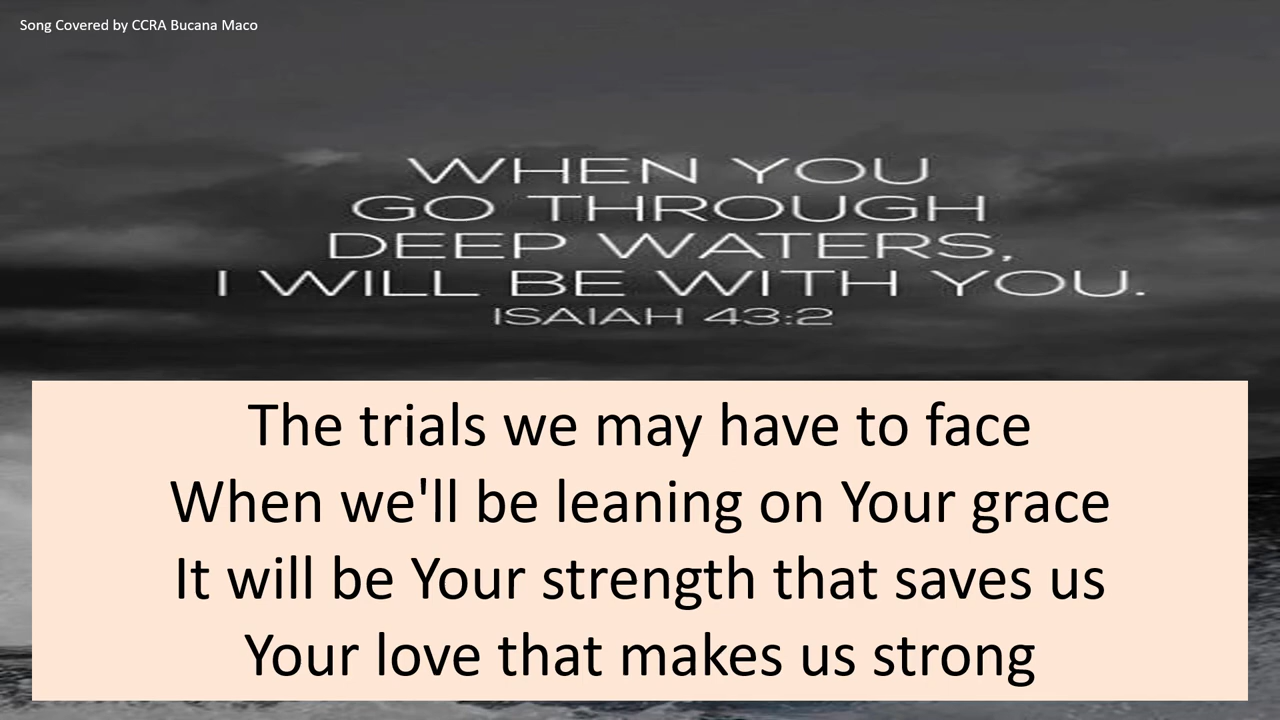 Song Covered by CCRA Bucana Maco
WHEN YOU
GO THROUGH
DEEP WATERS,
I WILL BE WITH YOU.
ISAIAH 43:2
The trials we may have to face
When we'll be leaning on Your grace
It will be Your strength that saves us
Your love that makes us strong